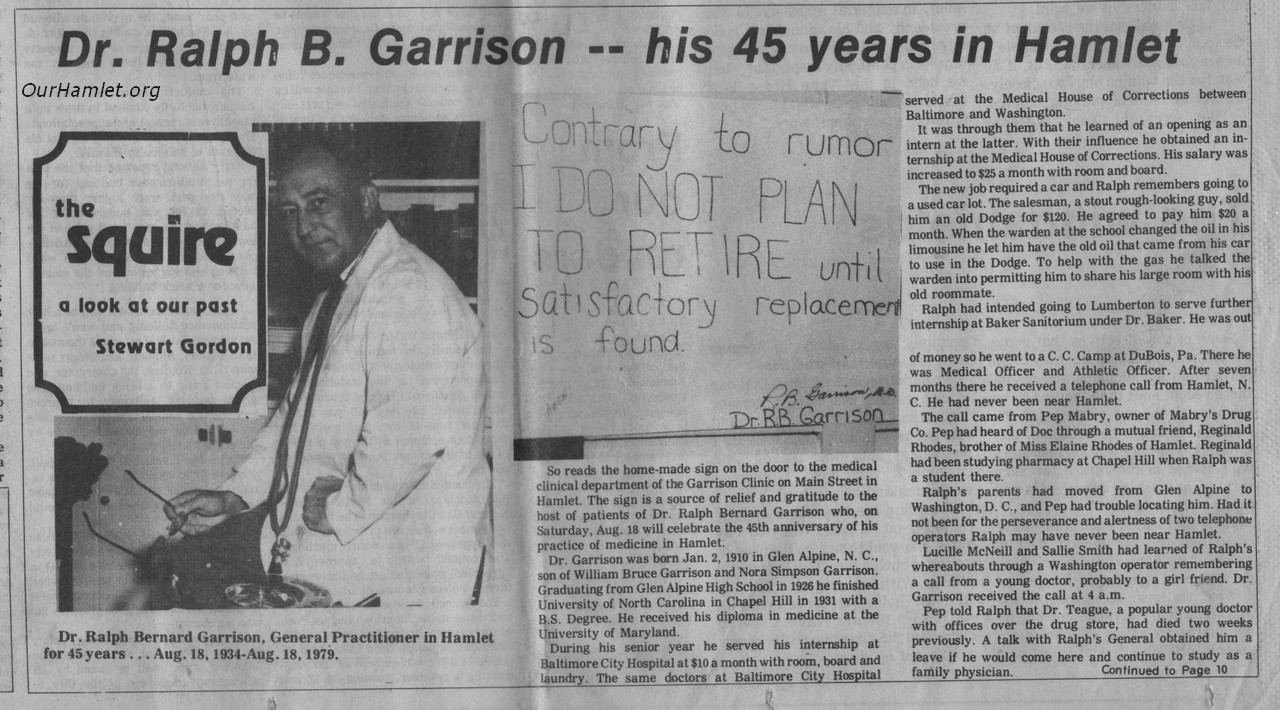 Dr. Ralph B. Garrison -- his 45 years in Hamlet
OurHamlet.org
the
squire
a look at our past
Stewart Gordon
Dr. Ralph Bernard Garrison, General Practitioner in Hamlet
for 45 years . . . Aug. 18, 1934-Aug. 18, 1979.
Contrary to rumor
I DO NOT PLAN
TO RETIRE until
satisfactory replacement
is found.
R.B. Garrison, M.D.
Dr. R.B. GARRISON
So reads the home-made sign on the door to the medical
clinical department of the Garrison Clinic on Main Street in
Hamlet. The sign is a source of relief and gratitude to the
host of patients of Dr. Ralph Bernard Garrison who, on
Saturday, Aug. 18 will celebrate the 45th anniversary of his
practice of medicine in Hamlet.
Dr. Garrison was born Jan. 2, 1910 in Glen Alpine, N. C.,
son of William Bruce Garrison and Nora Simpson Garrison.
Graduating from Glen Alpine High School in 1926 he finished
University of North Carolina in Chapel Hill in 1931 with a
B.S. Degree. He received his diploma in medicine at the
University of Maryland.
During his senior year he served his internship at
Baltimore City Hospital at $10 a month with room, board and
laundry. The same doctors at Baltimore City Hospital
served at the Medical House of Corrections between
Baltimore and Washington.
It was through them that he learned of an opening as an
intern at the latter. With their influence he obtained an in-
ternship at the Medical House of Corrections. His salary was
increased to $25 a month with room and board.
The new job required a car and Ralph remembers going to
a used car lot. The salesman, a stout rough-looking guy, sold
him an old Dodge for $120. He agreed to pay him $20 a
month. When the warden at the school changed the oil in his
limousine he let him have the old oil that came from his car
to use in the Dodge. To help with the gas he talked the
warden into permitting him to share his large room with his
old roommate.
Ralph had intended going to Lumberton to serve further
internship at Baker Sanitorium under Dr. Baker. He was out
of money so he went to a C. C. Camp at DuBois, Pa. There he
was Medical Officer and Athletic Officer. After seven
months there he received a telephone call from Hamlet, N.
C. He had never been near Hamlet.
The call came from Pep Mabry, owner of Mabry's Drug
Co. Pep had heard of Doc through a mutual friend, Reginald
Rhodes, brother of Miss Elaine Rhodes of Hamlet. Reginald
had been studying pharmacy at Chapel Hill when Ralph was
a student there.
Ralph's parents had moved from Glen Alpine to
Washington, D. C., and Pep had trouble locating him. Had it
not been for the perseverance and alertness of two telephone
operators Ralph may have never been near Hamlet.
Lucille McNeill and Sallie Smith had learned of Ralph's
whereabouts through a Washington operator remembering
a call from a young doctor, probably to a girl friend. Dr.
Garrison received the call at 4 a.m.
Pep told Ralph that Dr. Teague, a popular young doctor
with offices over the drug store, had died two weeks
previously. A talk with Ralph's General obtained him a
leave if he would come here and continue to study as a
family physician.
Continued to Page 10